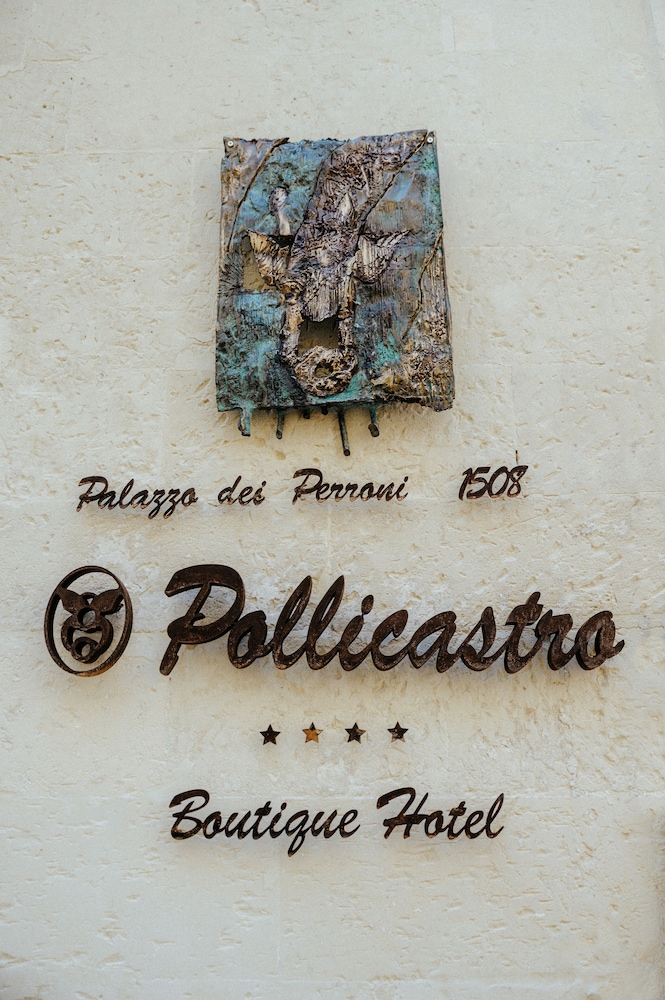 Palazzo dei Perroni 1508
Pollicastro
Boutique Hotel